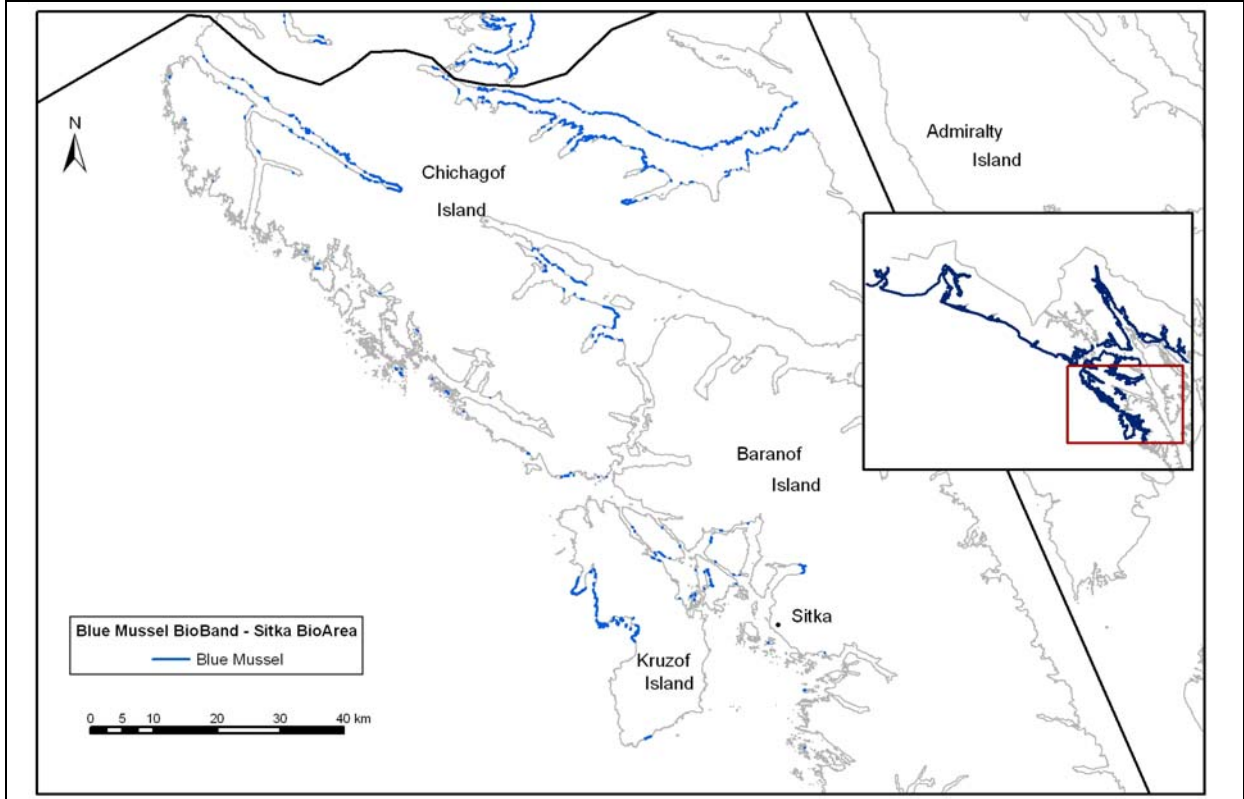 N
Admiralty
Island
Chichagof
Island
Baranof
Island
Sitka
Kruzof
Island
Blue Mussel BioBand - Sitka BioArea
Blue Mussel
0 5 10 20 30 40 km